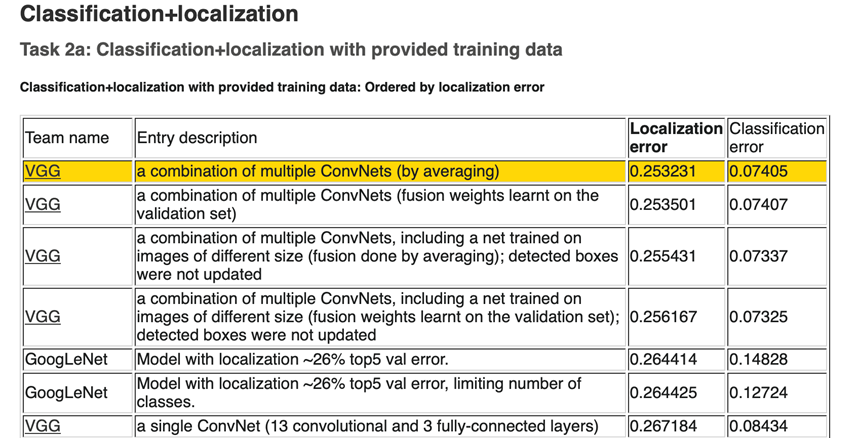 Classification+localization
Task 2a: Classification+localization with provided training data
Classification+localization with provided training data: Ordered by localization error
Team name Entry description Localization error Classification error
VGG a combination of multiple ConvNets (by averaging) 0.253231 0.07405
VGG a combination of multiple ConvNets (fusion weights learnt on the validation set) 0.253501 0.07407
VGG a combination of multiple ConvNets, including a net trained on images of different size (fusion done by averaging); detected boxes were not updated 0.255431 0.07337
VGG a combination of multiple ConvNets, including a net trained on images of different size (fusion weights learnt on the validation set); detected boxes were not updated 0.256167 0.07325
GoogLeNet Model with localization ~26% top5 val error. 0.264414 0.14828
GoogLeNet Model with localization ~26% top5 val error, limiting number of classes. 0.264425 0.12724
VGG a single ConvNet (13 convolutional and 3 fully-connected layers) 0.267184 0.08434